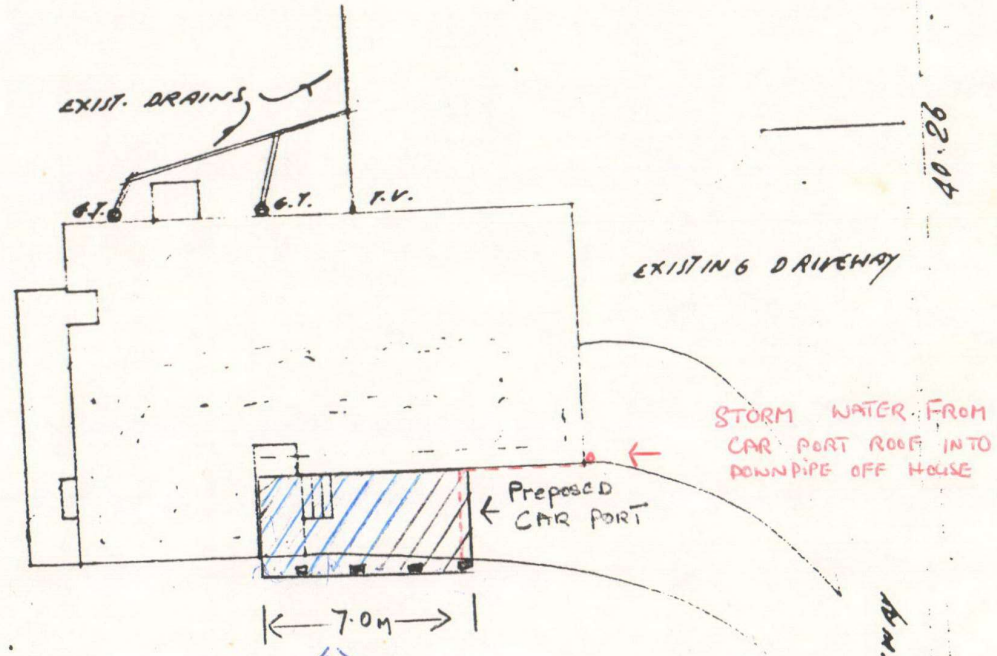 EXIST. DRAINS
G.T.
G.T.
T.V.
40.26
EXISTING DRIVEWAY
STORM WATER FROM
CAR PORT ROOF INTO
DOWNPIPE OFF HOUSE
Preposed
CAR PORT
7.0M